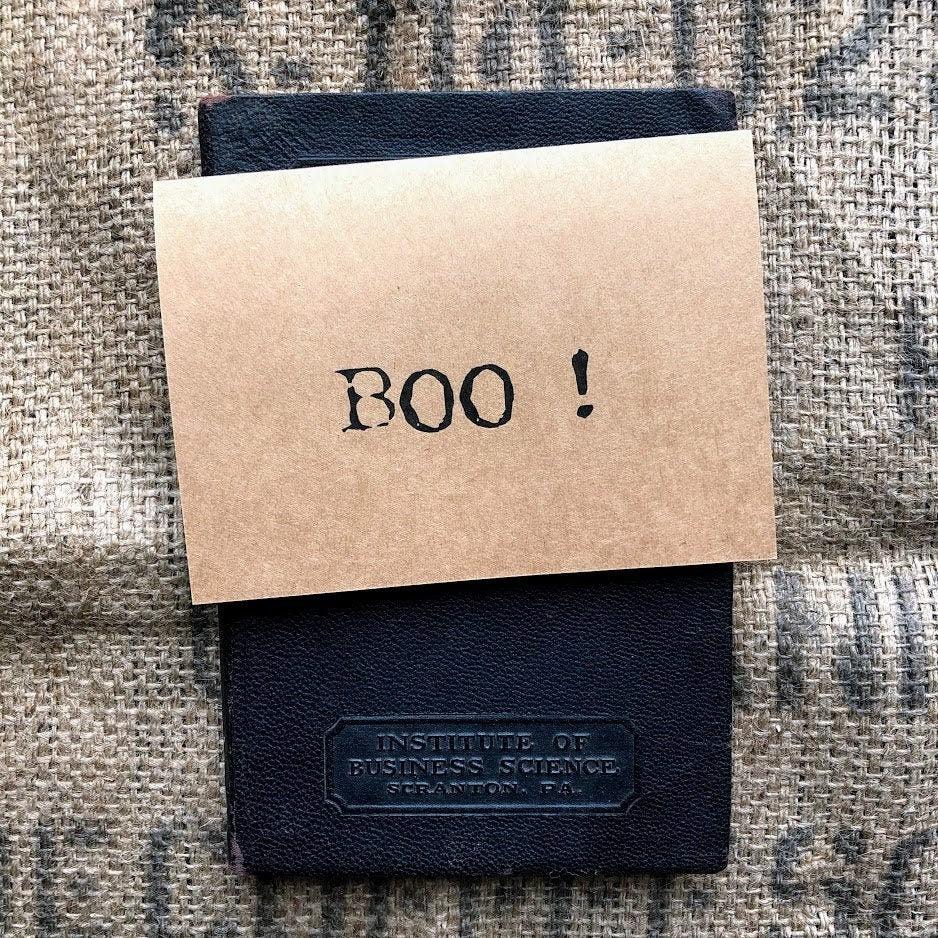 BOO !
INSTITUTE OF
BUSINESS SCIENCE
SCRANTON, PA.